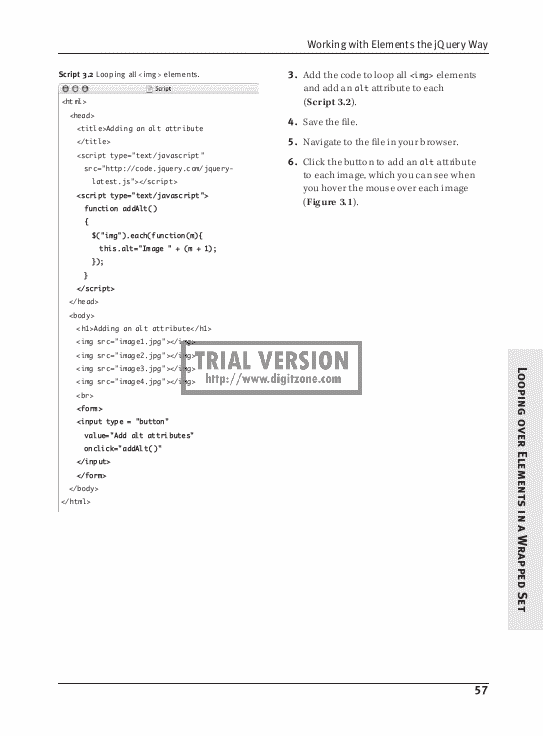 Working with Elements the jQuery Way
Script 3.2 Looping all <img> elements.
Script
<html>
<head>
<title>Adding an alt attribute
</title>
<script type="text/javascript"
src="http://code.jquery.com/jquery-
latest.js"></script>
<script type="text/javascript">
function addAlt()
{
$("img").each(function(m){
this.alt="Image " + (m + 1);
});
}
</script>
</head>
<body>
<h1>Adding an alt attribute</h1>
<img src="image1.jpg"></img>
<img src="image2.jpg"></img>
<img src="image3.jpg"></img>
<img src="image4.jpg"></img>
<br>
<form>
<input type = "button"
value="Add alt attributes"
onclick="addAlt()"
</input>
</form>
</body>
</html>
3. Add the code to loop all <img> elements
and add an alt attribute to each
(Script 3.2).
4. Save the file.
5. Navigate to the file in your browser.
6. Click the button to add an alt attribute
to each image, which you can see when
you hover the mouse over each image
(Figure 3.1).
TRIAL VERSION
http://www.digitzone.com
Looping over Elements in a Wrapped Set
57